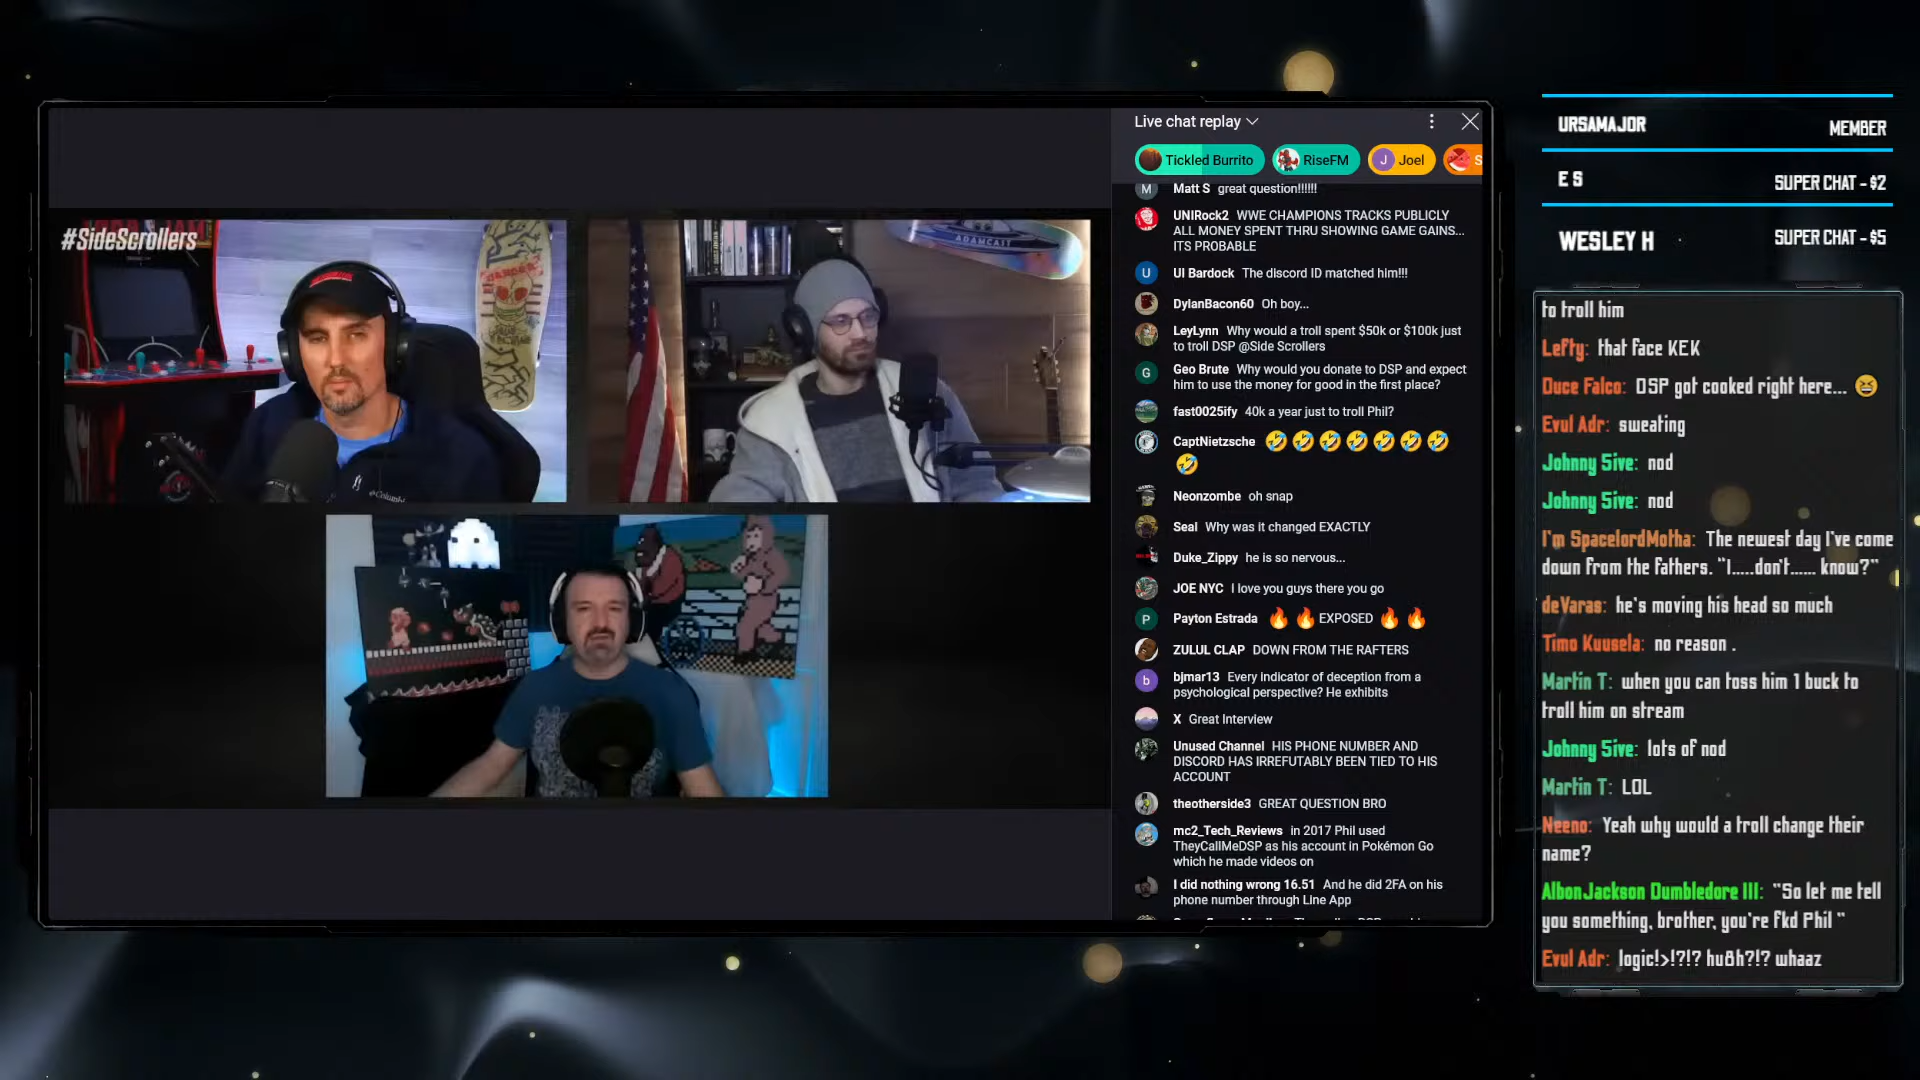 #SideScrollers
ADAMCAST
Columbia
Live chat replay
Tickled Burrito
RiseFM
J Joel
S
M Matt S great question!!!!!!
UNIRock2 WWE CHAMPIONS TRACKS PUBLICLY
ALL MONEY SPENT THRU SHOWING GAME GAINS...
ITS PROBABLE
U UI Bardock The discord ID matched him!!!
DylanBacon60 Oh boy...
LeyLynn Why would a troll spent $50k or $100k just
to troll DSP @Side Scrollers
G Geo Brute Why would you donate to DSP and expect
him to use the money for good in the first place?
fast0025ify 40k a year just to troll Phil?
CaptNietzsche 🤣🤣🤣🤣🤣🤣🤣
🤣
Neonzombe oh snap
Seal Why was it changed EXACTLY
Duke_Zippy he is so nervous...
JOE NYC I love you guys there you go
P Payton Estrada 🔥🔥EXPOSED🔥🔥
ZULUL CLAP DOWN FROM THE RAFTERS
b bjmar13 Every indicator of deception from a
psychological perspective? He exhibits
X Great Interview
Unused Channel HIS PHONE NUMBER AND
DISCORD HAS IRREFUTABLY BEEN TIED TO HIS
ACCOUNT
theotherside3 GREAT QUESTION BRO
mc2_Tech_Reviews in 2017 Phil used
TheyCallMeDSP as his account in Pokémon Go
which he made videos on
I did nothing wrong 16.51 And he did 2FA on his
phone number through Line App
URSAMAJOR MEMBER
E S SUPER CHAT - $2
WESLEY H SUPER CHAT - $5
to troll him
Lefty: that face KEK
Duce Falco: DSP got cooked right here... 😆
Evul Adr: sweating
Johnny 5ive: nod
Johnny 5ive: nod
I'm SpacelordMotha: The newest day I've come
down from the fathers. "I.....don't...... know?"
deVaras: he's moving his head so much
Timo Kuusela: no reason .
Martin T: when you can toss him 1 buck to
troll him on stream
Johnny 5ive: lots of nod
Martin T: LOL
Neeno: Yeah why would a troll change their
name?
AlbonJackson Dumbledore III: "So let me tell
you something, brother, you're fkd Phil "
Evul Adr: logic!>!?!? hu8h?!? whaaz